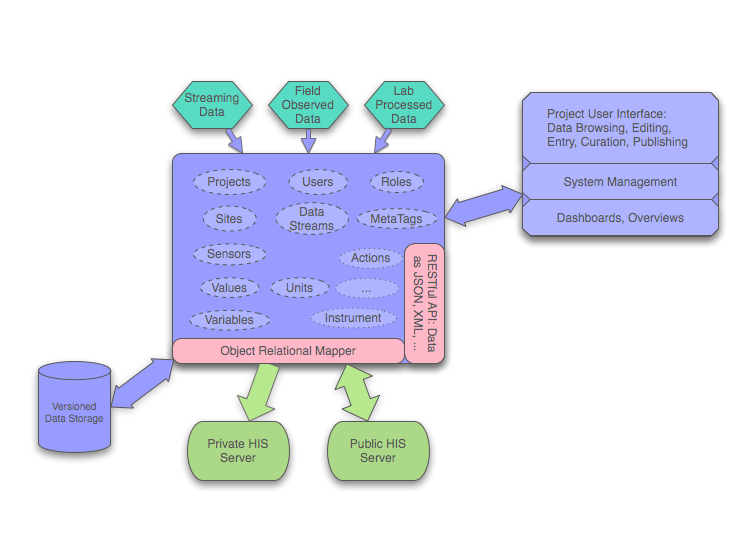 Streaming
Data
Field
Observed
Data
Lab
Processed
Data
Project User Interface:
Data Browsing, Editing,
Entry, Curation, Publishing
System Management
Dashboards, Overviews
Projects
Users
Roles
Sites
Data
Streams
MetaTags
Sensors
Actions
Values
Units
...
Variables
Instrument
RESTful API: Data
as JSON, XML, ...
Object Relational Mapper
Versioned
Data Storage
Private HIS
Server
Public HIS
Server